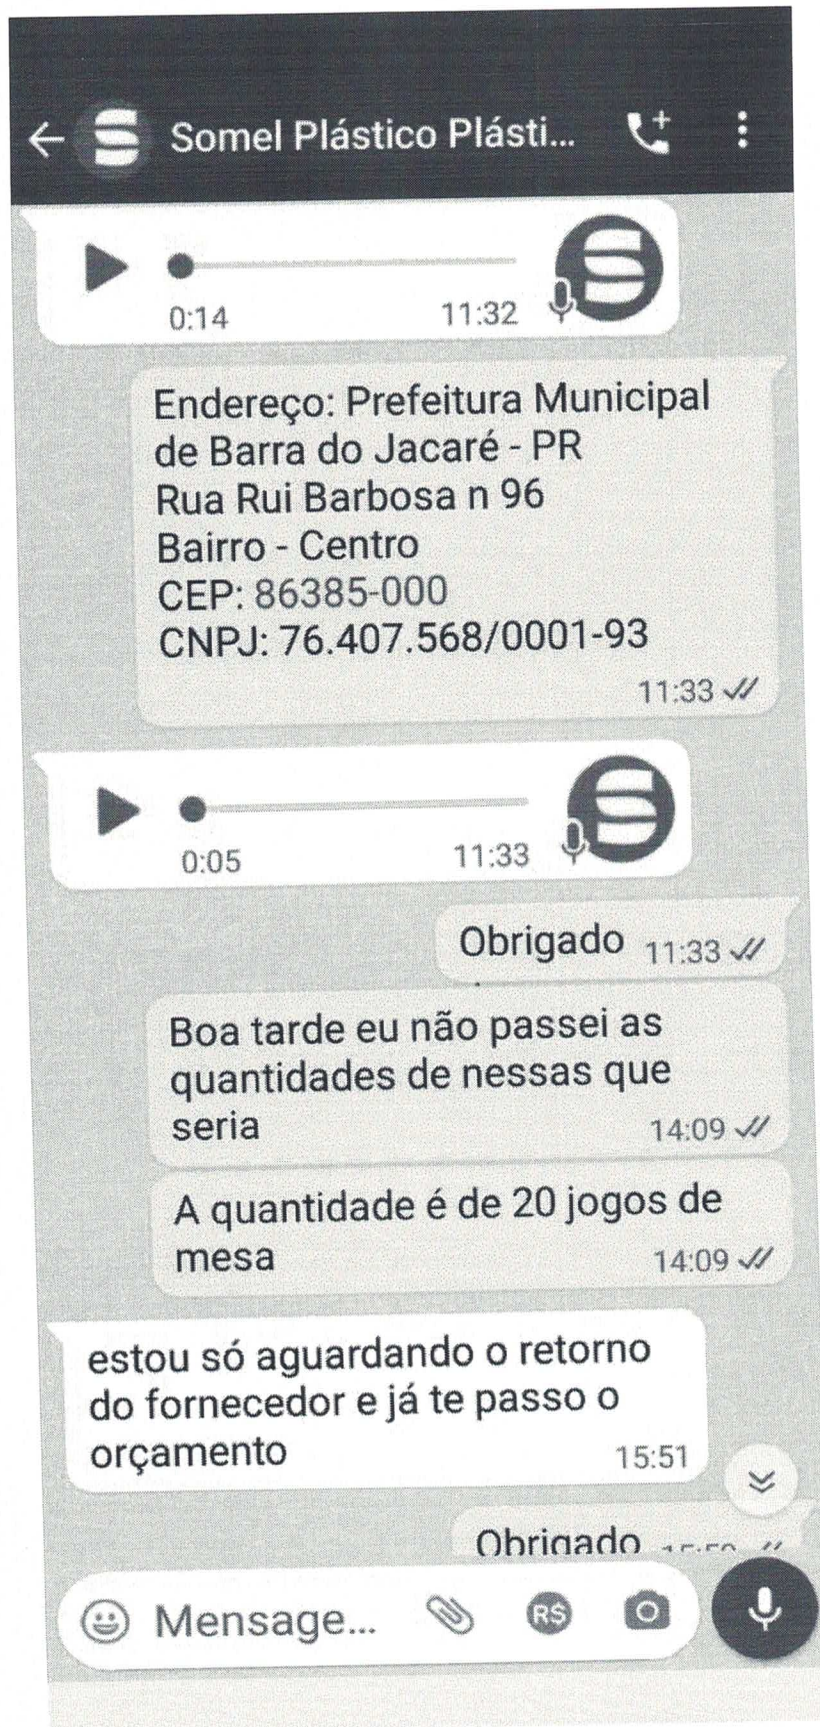 Somel Plástico Plásti...
0:14 11:32
Endereço: Prefeitura Municipal
de Barra do Jacaré - PR
Rua Rui Barbosa n 96
Bairro - Centro
CEP: 86385-000
CNPJ: 76.407.568/0001-93
11:33
0:05 11:33
Obrigado 11:33
Boa tarde eu não passei as
quantidades de nessas que
seria 14:09
A quantidade é de 20 jogos de
mesa 14:09
estou só aguardando o retorno
do fornecedor e já te passo o
orçamento 15:51
Obrigado
Mensage...
R$